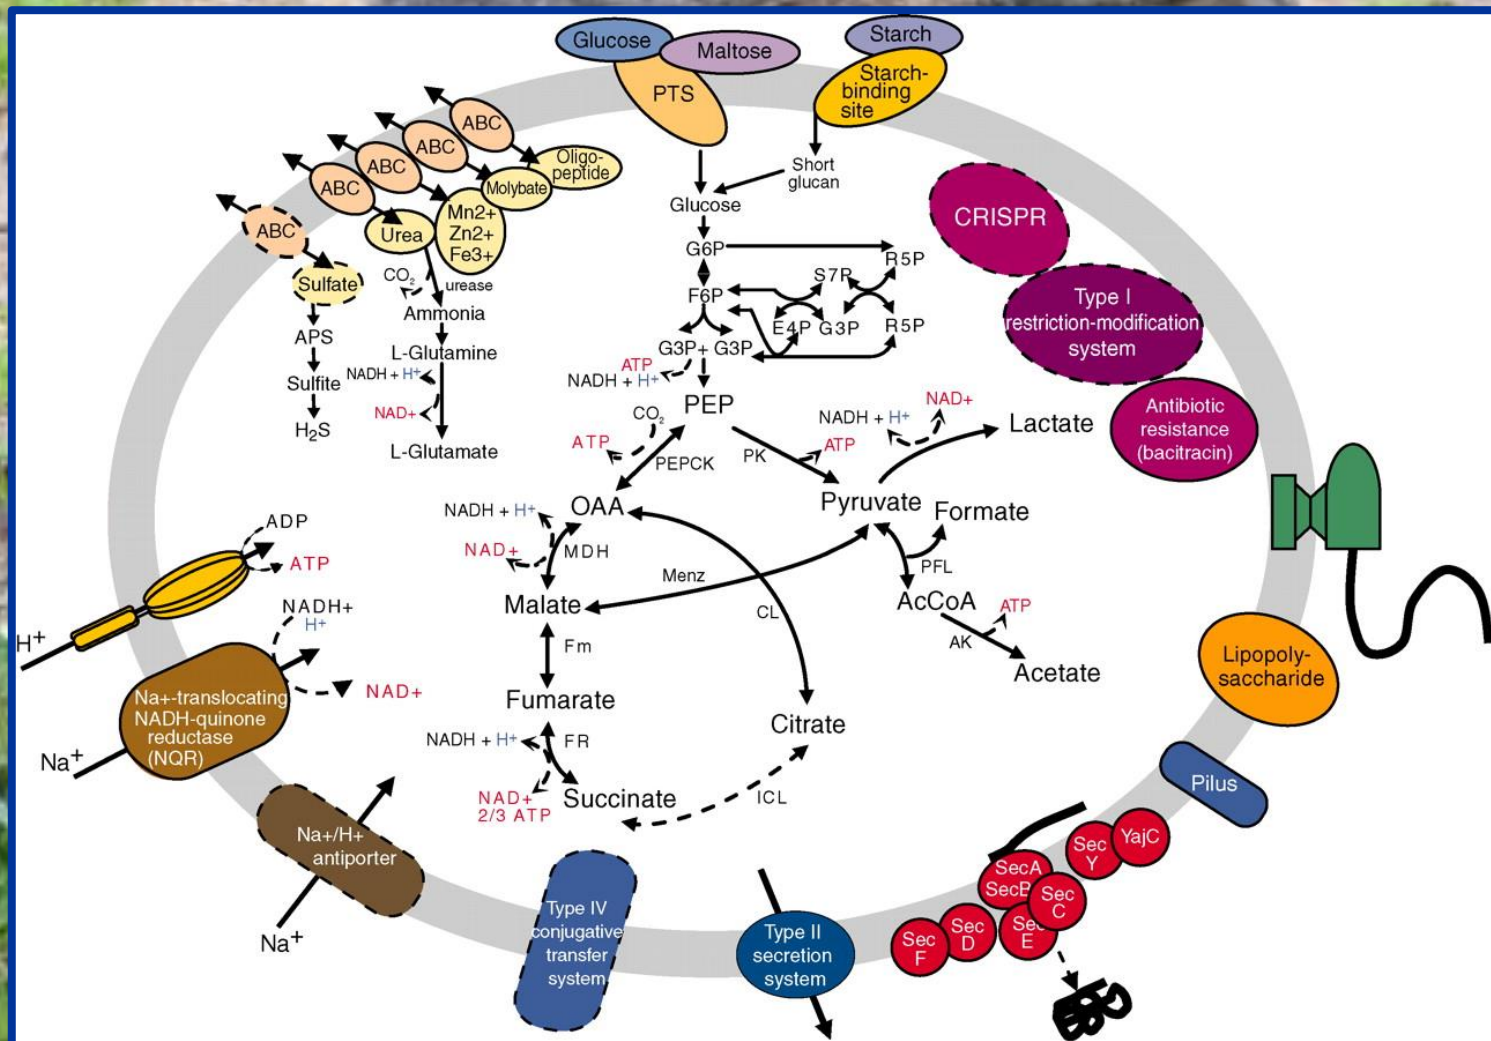 Glucose
Maltose
PTS
Starch
Starch-
binding
site
Short
glucan
ABC
ABC
ABC
ABC
ABC
Oligo-
peptide
Molybate
Mn2+
Zn2+
Fe3+
Urea
Sulfate
CO2
urease
Ammonia
APS
Sulfite
H2S
L-Glutamine
NADH + H+
NAD+
L-Glutamate
Glucose
G6P
R5P
F6P
S7P
E4P
G3P
R5P
G3P + G3P
ATP
NADH + H+
PEP
CO2
ATP
PEPCK
PK
ATP
NADH + H+
NAD+
Lactate
Pyruvate
Formate
PFL
AcCoA
ATP
AK
Acetate
OAA
NADH + H+
NAD+
MDH
Menz
Malate
CL
Fm
Fumarate
Citrate
NADH + H+
FR
NAD+
2/3 ATP
Succinate
ICL
CRISPR
Type I
restriction-modification
system
Antibiotic
resistance
(bacitracin)
ADP
ATP
H+
NADH+
H+
NAD+
Na+-translocating
NADH-quinone
reductase
(NQR)
Na+
Na+/H+
antiporter
Na+
Type IV
conjugative
transfer
system
Type II
secretion
system
Lipopoly-
saccharide
Pilus
Sec
Y
YajC
SecA
SecB
Sec
C
Sec
E
Sec
D
Sec
F